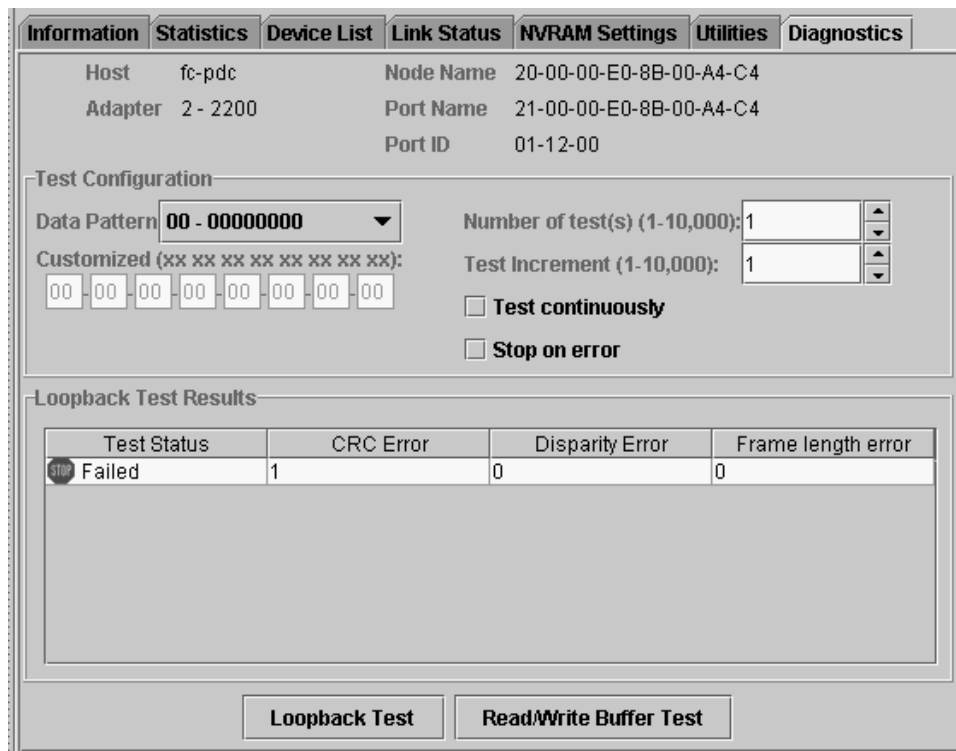 Information Statistics Device List Link Status NVRAM Settings Utilities Diagnostics
Host fc-pdc Node Name 20-00-00-E0-8B-00-A4-C4
Adapter 2 - 2200 Port Name 21-00-00-E0-8B-00-A4-C4
Port ID 01-12-00
Test Configuration
Data Pattern 00 - 00000000 Number of test(s) (1-10,000): 1
Customized (xx xx xx xx xx xx xx xx): Test Increment (1-10,000): 1
00 - 00 - 00 - 00 - 00 - 00 - 00 - 00
Test continuously
Stop on error
Loopback Test Results
Test Status CRC Error Disparity Error Frame length error
STOP Failed 1 0 0
Loopback Test Read/Write Buffer Test